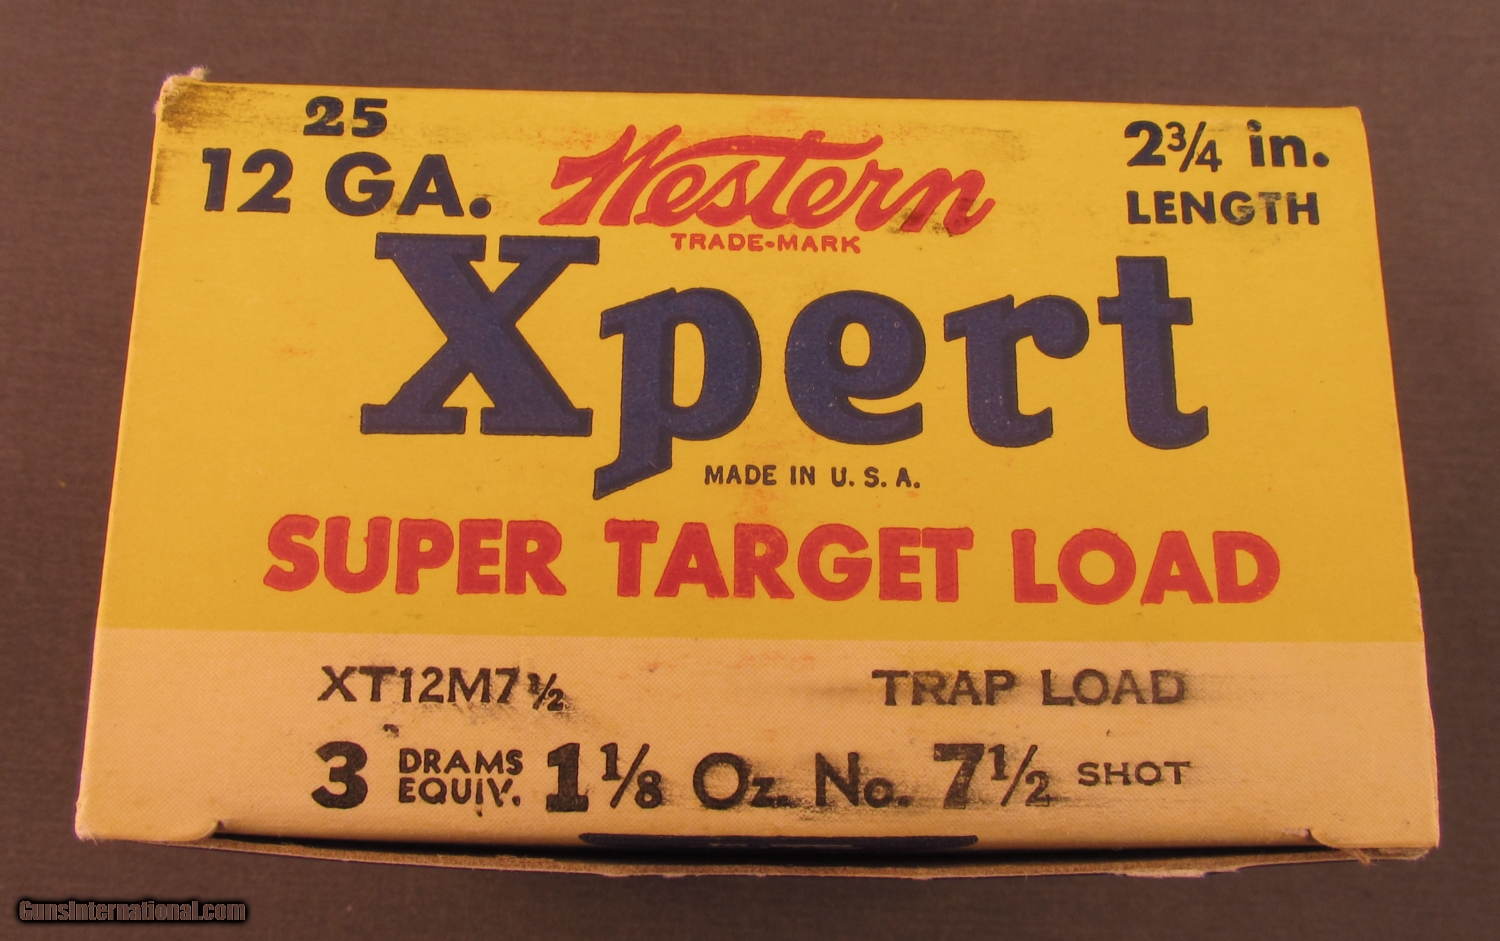 25
12 GA.
Western
TRADE-MARK
2¾ in.
LENGTH
Xpert
MADE IN U. S. A.
SUPER TARGET LOAD
XT12M7½ TRAP LOAD
3 DRAMS EQUIV. 1⅛ Oz. No. 7½ SHOT
GunsInternational.com